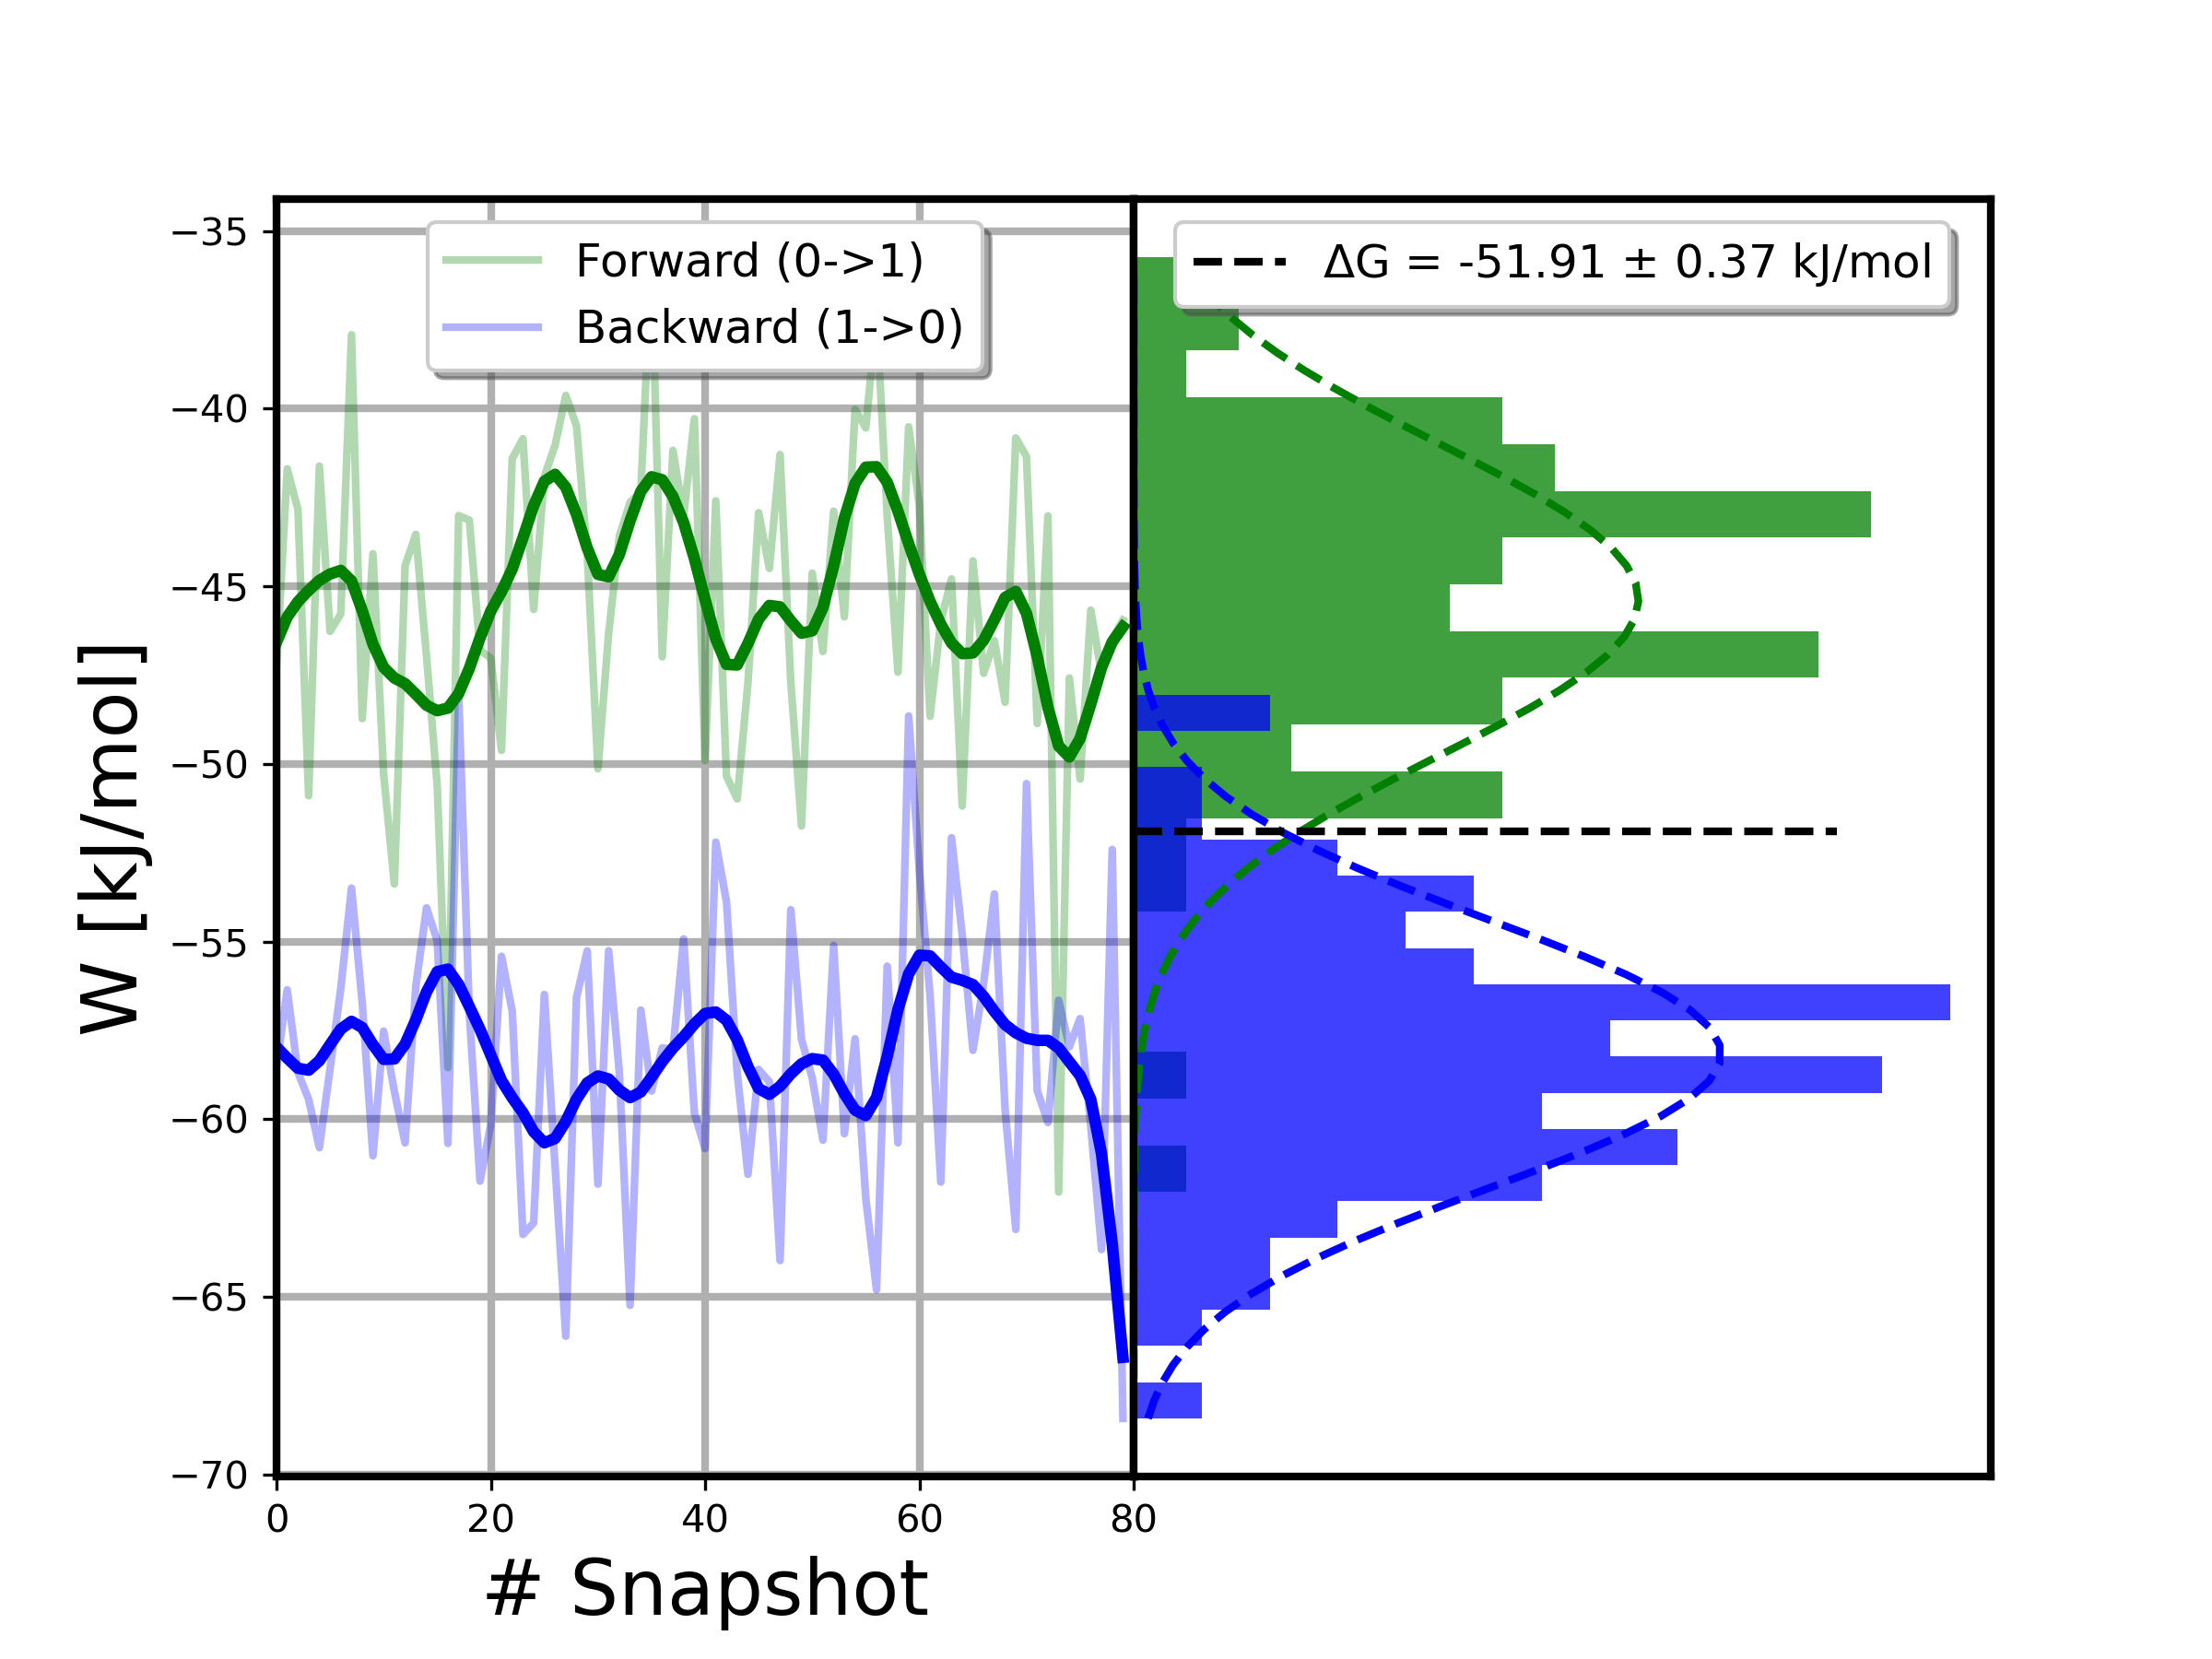 Forward (0->1)
Backward (1->0)
ΔG = -51.91 ± 0.37 kJ/mol
−35
−40
−45
−50
−55
−60
−65
−70
W [kJ/mol]
0 20 40 60 80
# Snapshot